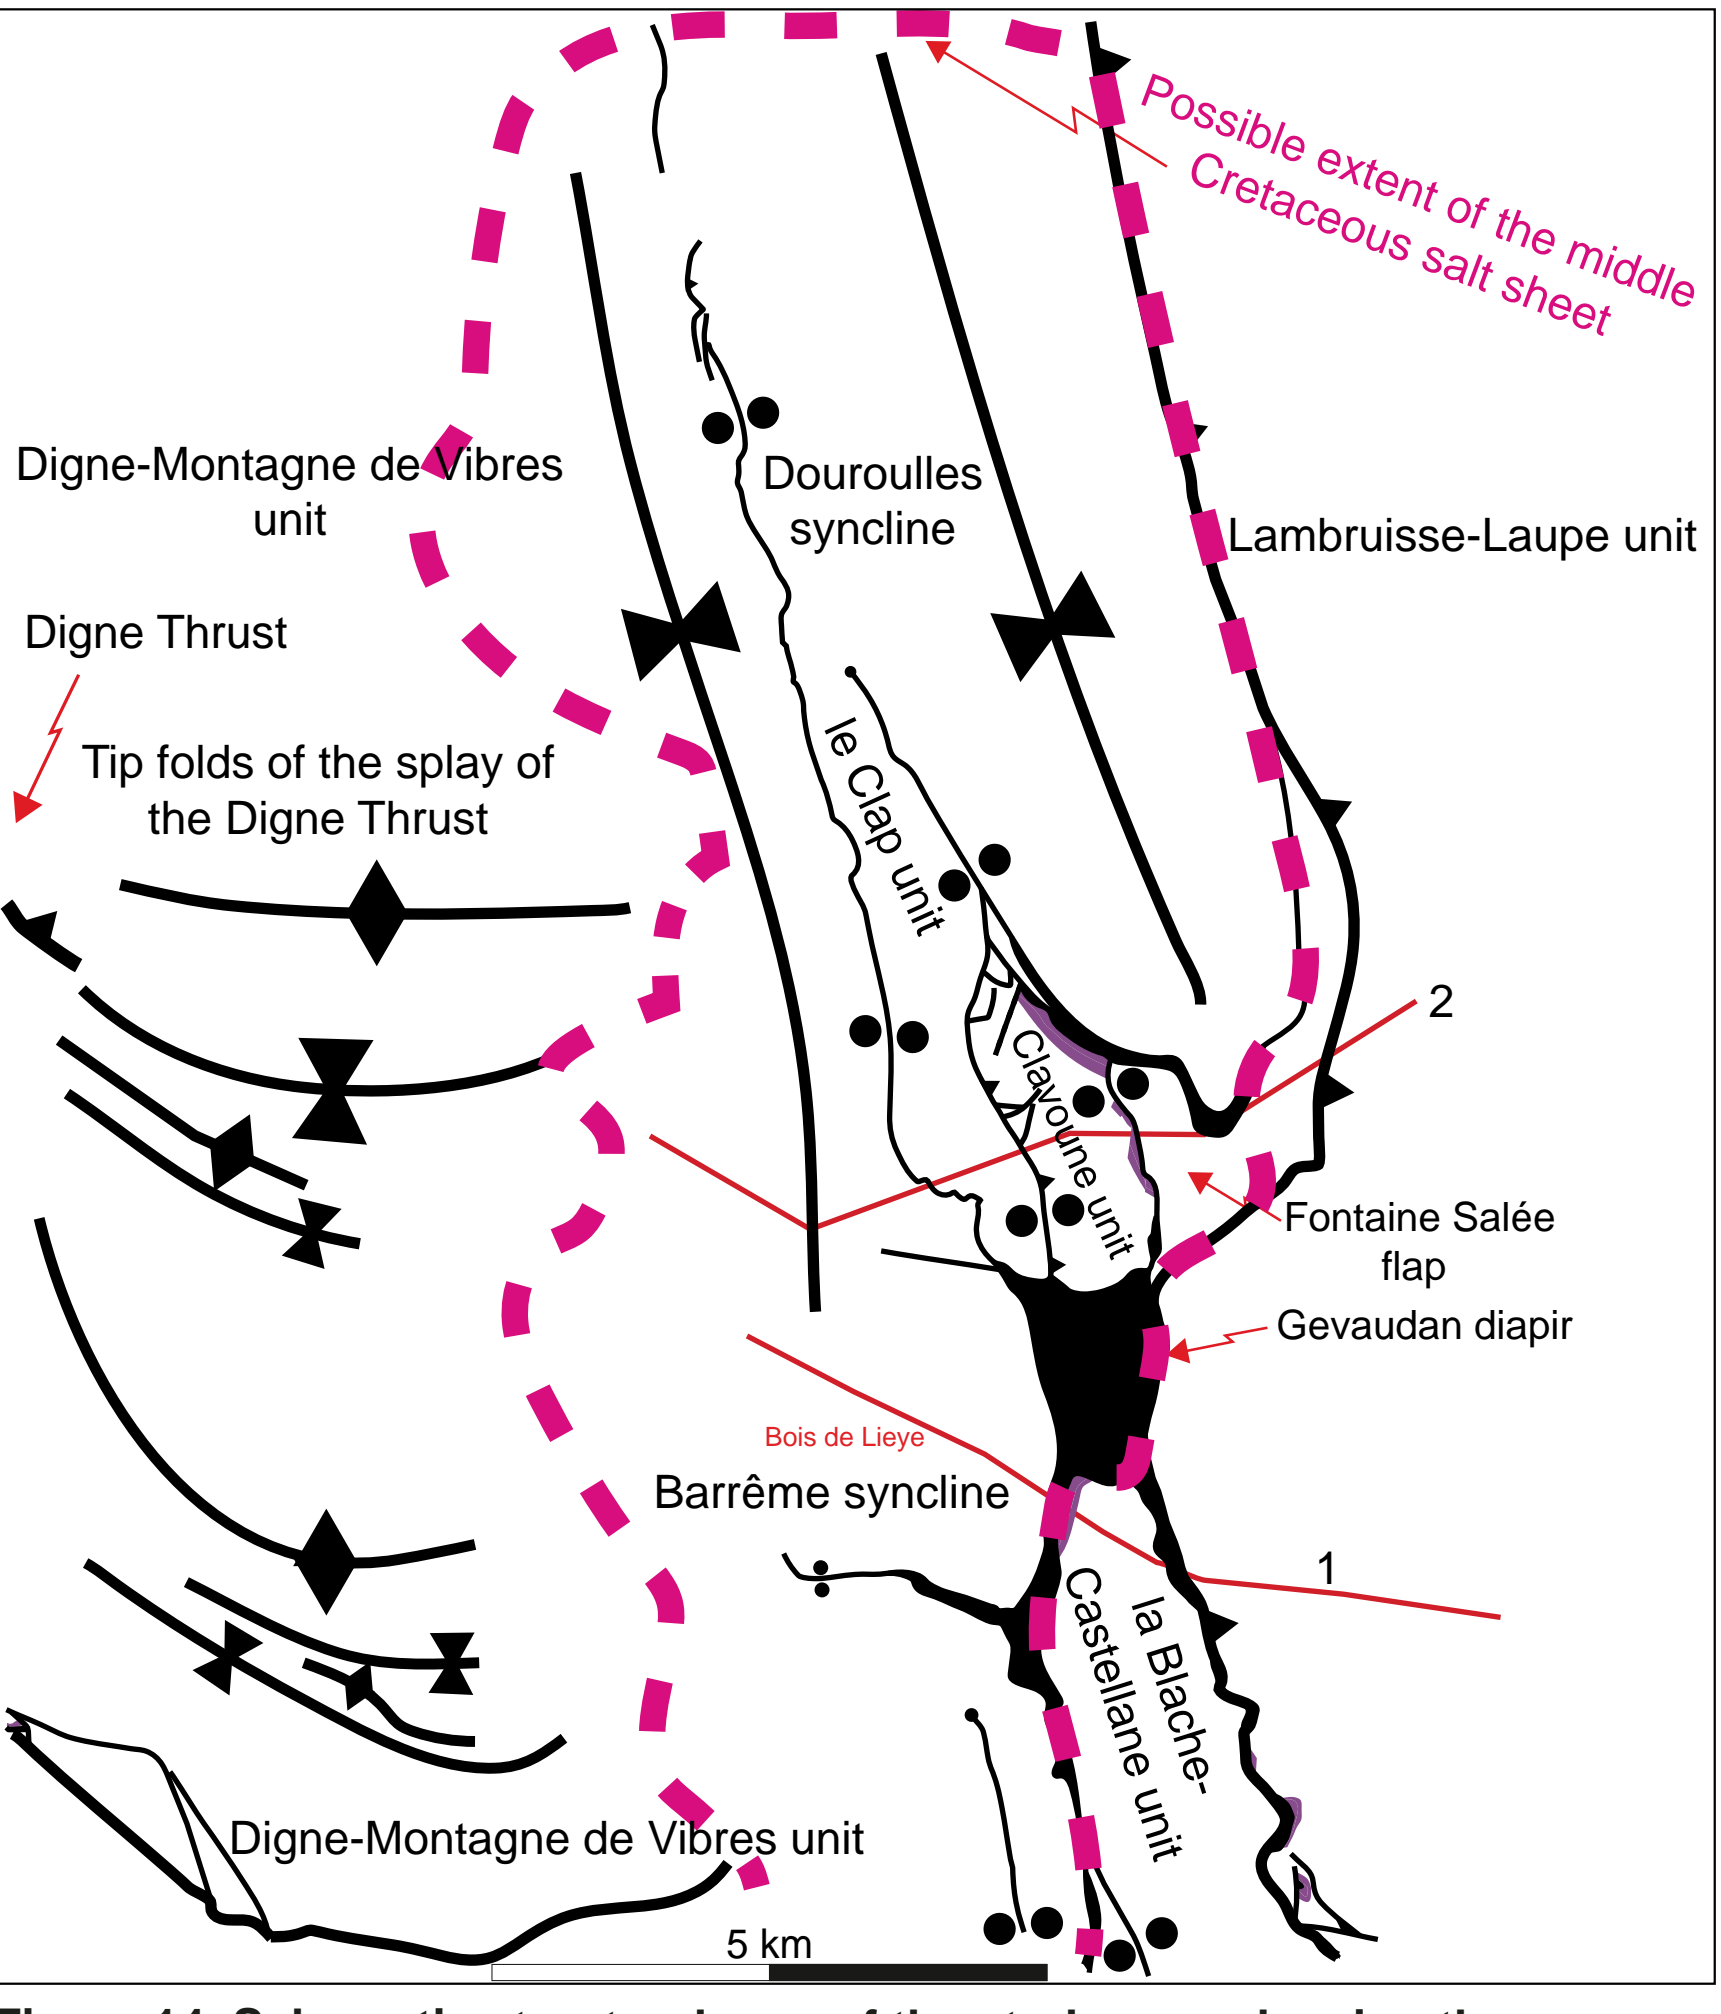 Possible extent of the middle
Cretaceous salt sheet
Digne-Montagne de Vibres
unit
Douroulles
syncline
Lambruisse-Laupe unit
Digne Thrust
Tip folds of the splay of
the Digne Thrust
le Clap unit
2
Clavoune unit
Fontaine Salée
flap
Gevaudan diapir
Bois de Lieye
Barrême syncline
1
la Blache-
Castellane unit
Digne-Montagne de Vibres unit
5 km